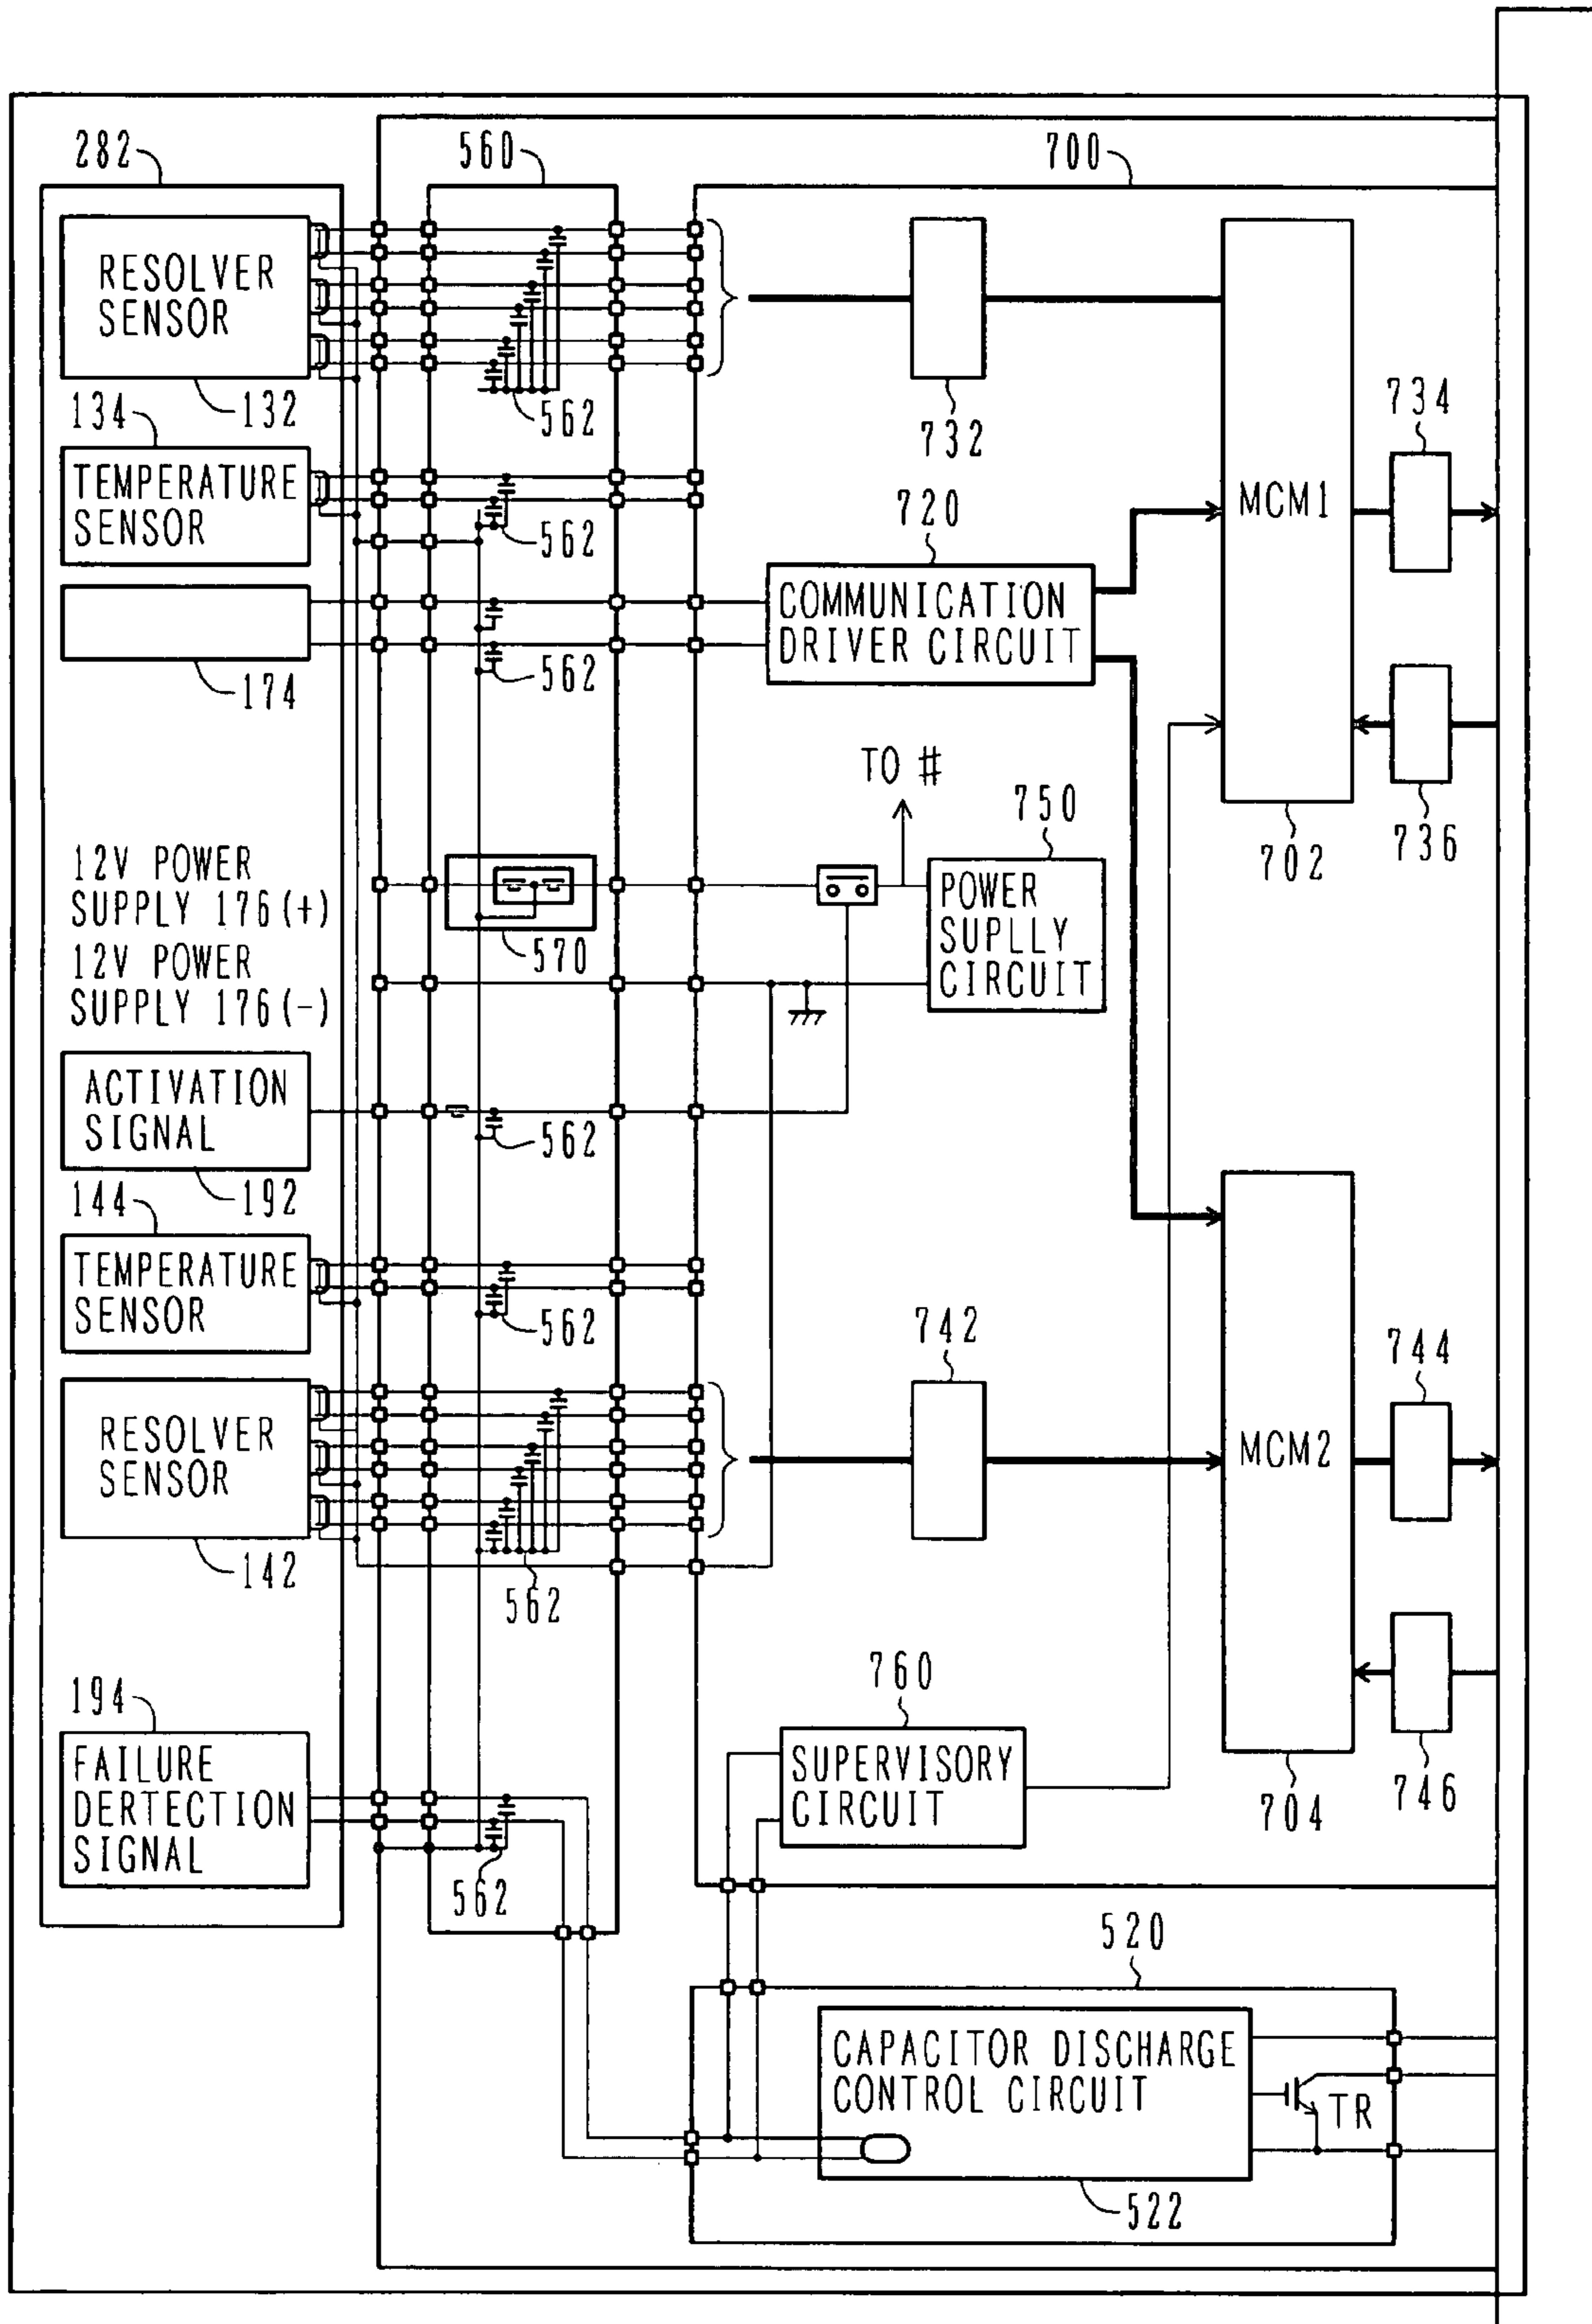 282
560
700
RESOLVER
SENSOR
132
562
732
734
134
TEMPERATURE
SENSOR
562
720
MCM1
COMMUNICATION
DRIVER CIRCUIT
174
562
TO #
750
702
736
12V POWER
SUPPLY 176(+)
12V POWER
SUPPLY 176(-)
570
POWER
SUPLLY
CIRCUIT
ACTIVATION
SIGNAL
192
562
144
TEMPERATURE
SENSOR
562
742
744
RESOLVER
SENSOR
142
562
MCM2
194
FAILURE
DERTECTION
SIGNAL
562
760
SUPERVISORY
CIRCUIT
704
746
520
CAPACITOR DISCHARGE
CONTROL CIRCUIT
TR
522